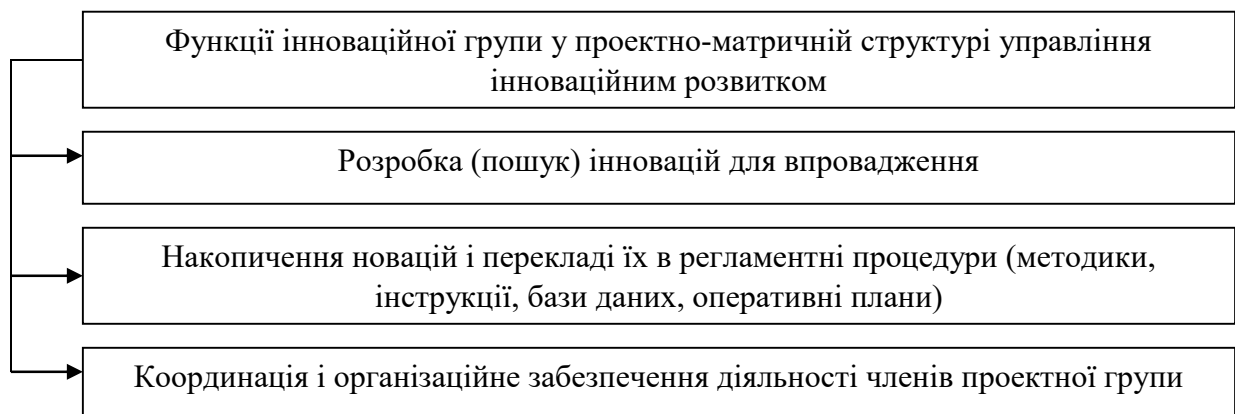 Функції інноваційної групи у проектно-матричній структурі управління
інноваційним розвитком
Розробка (пошук) інновацій для впровадження
Накопичення новацій і перекладі їх в регламентні процедури (методики,
інструкції, бази даних, оперативні плани)
Координація і організаційне забезпечення діяльності членів проектної групи